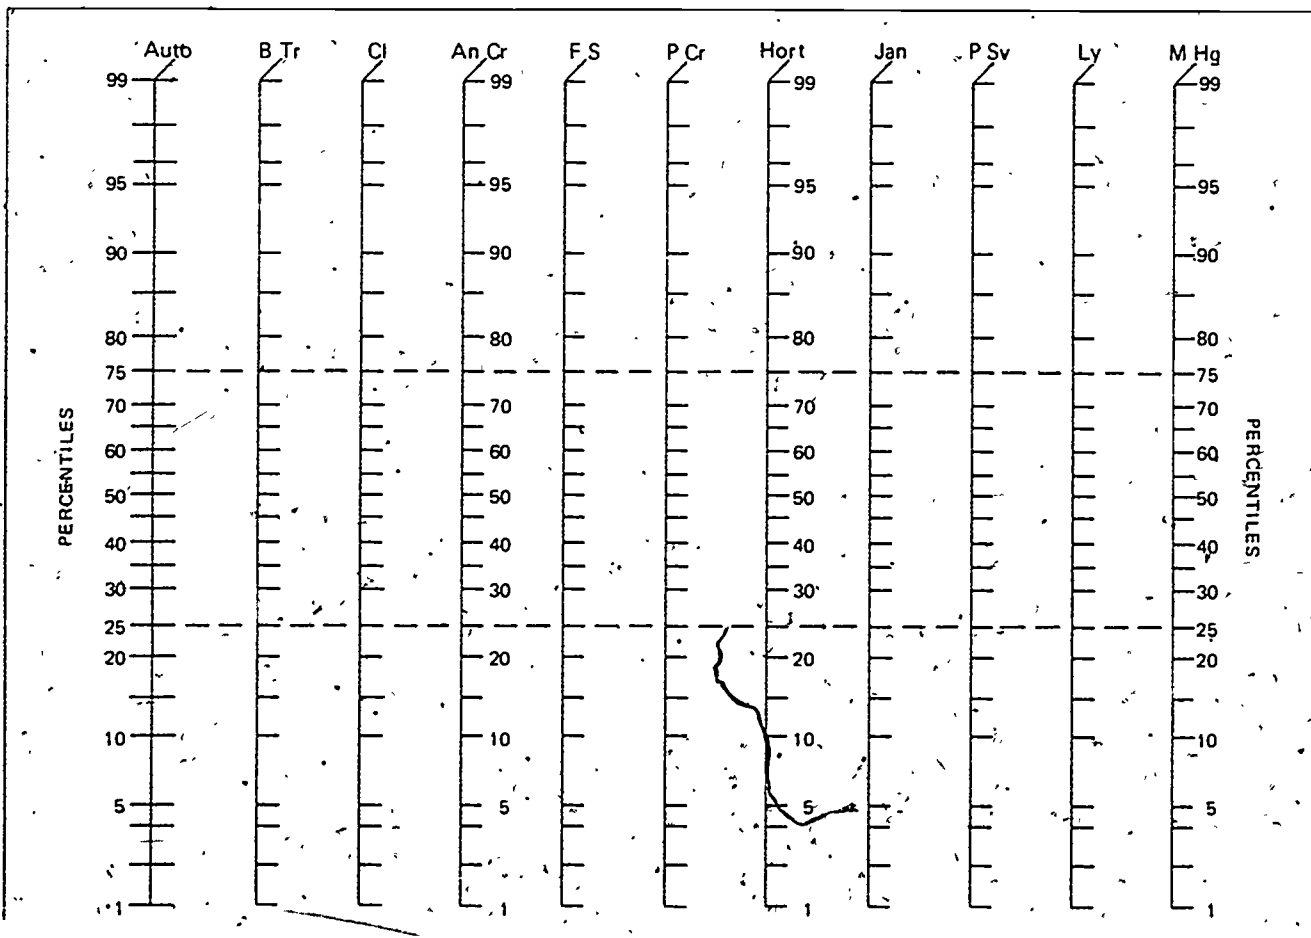 Auto B Tr Cl An Cr F S P Cr Hort Jan P Sv Ly M Hg
99 99 99 99
95 95 95 95
90 90 90 90
80 80 80 80
75 75
70 70 70 70
60 60 60 60
50 50 50 50
40 40 40 40
30 30 30 30
25 25
20 20 20 20
10 10 10 10
5 5 5 5
1 1 1 1
PERCENTILES
PERCENTILES